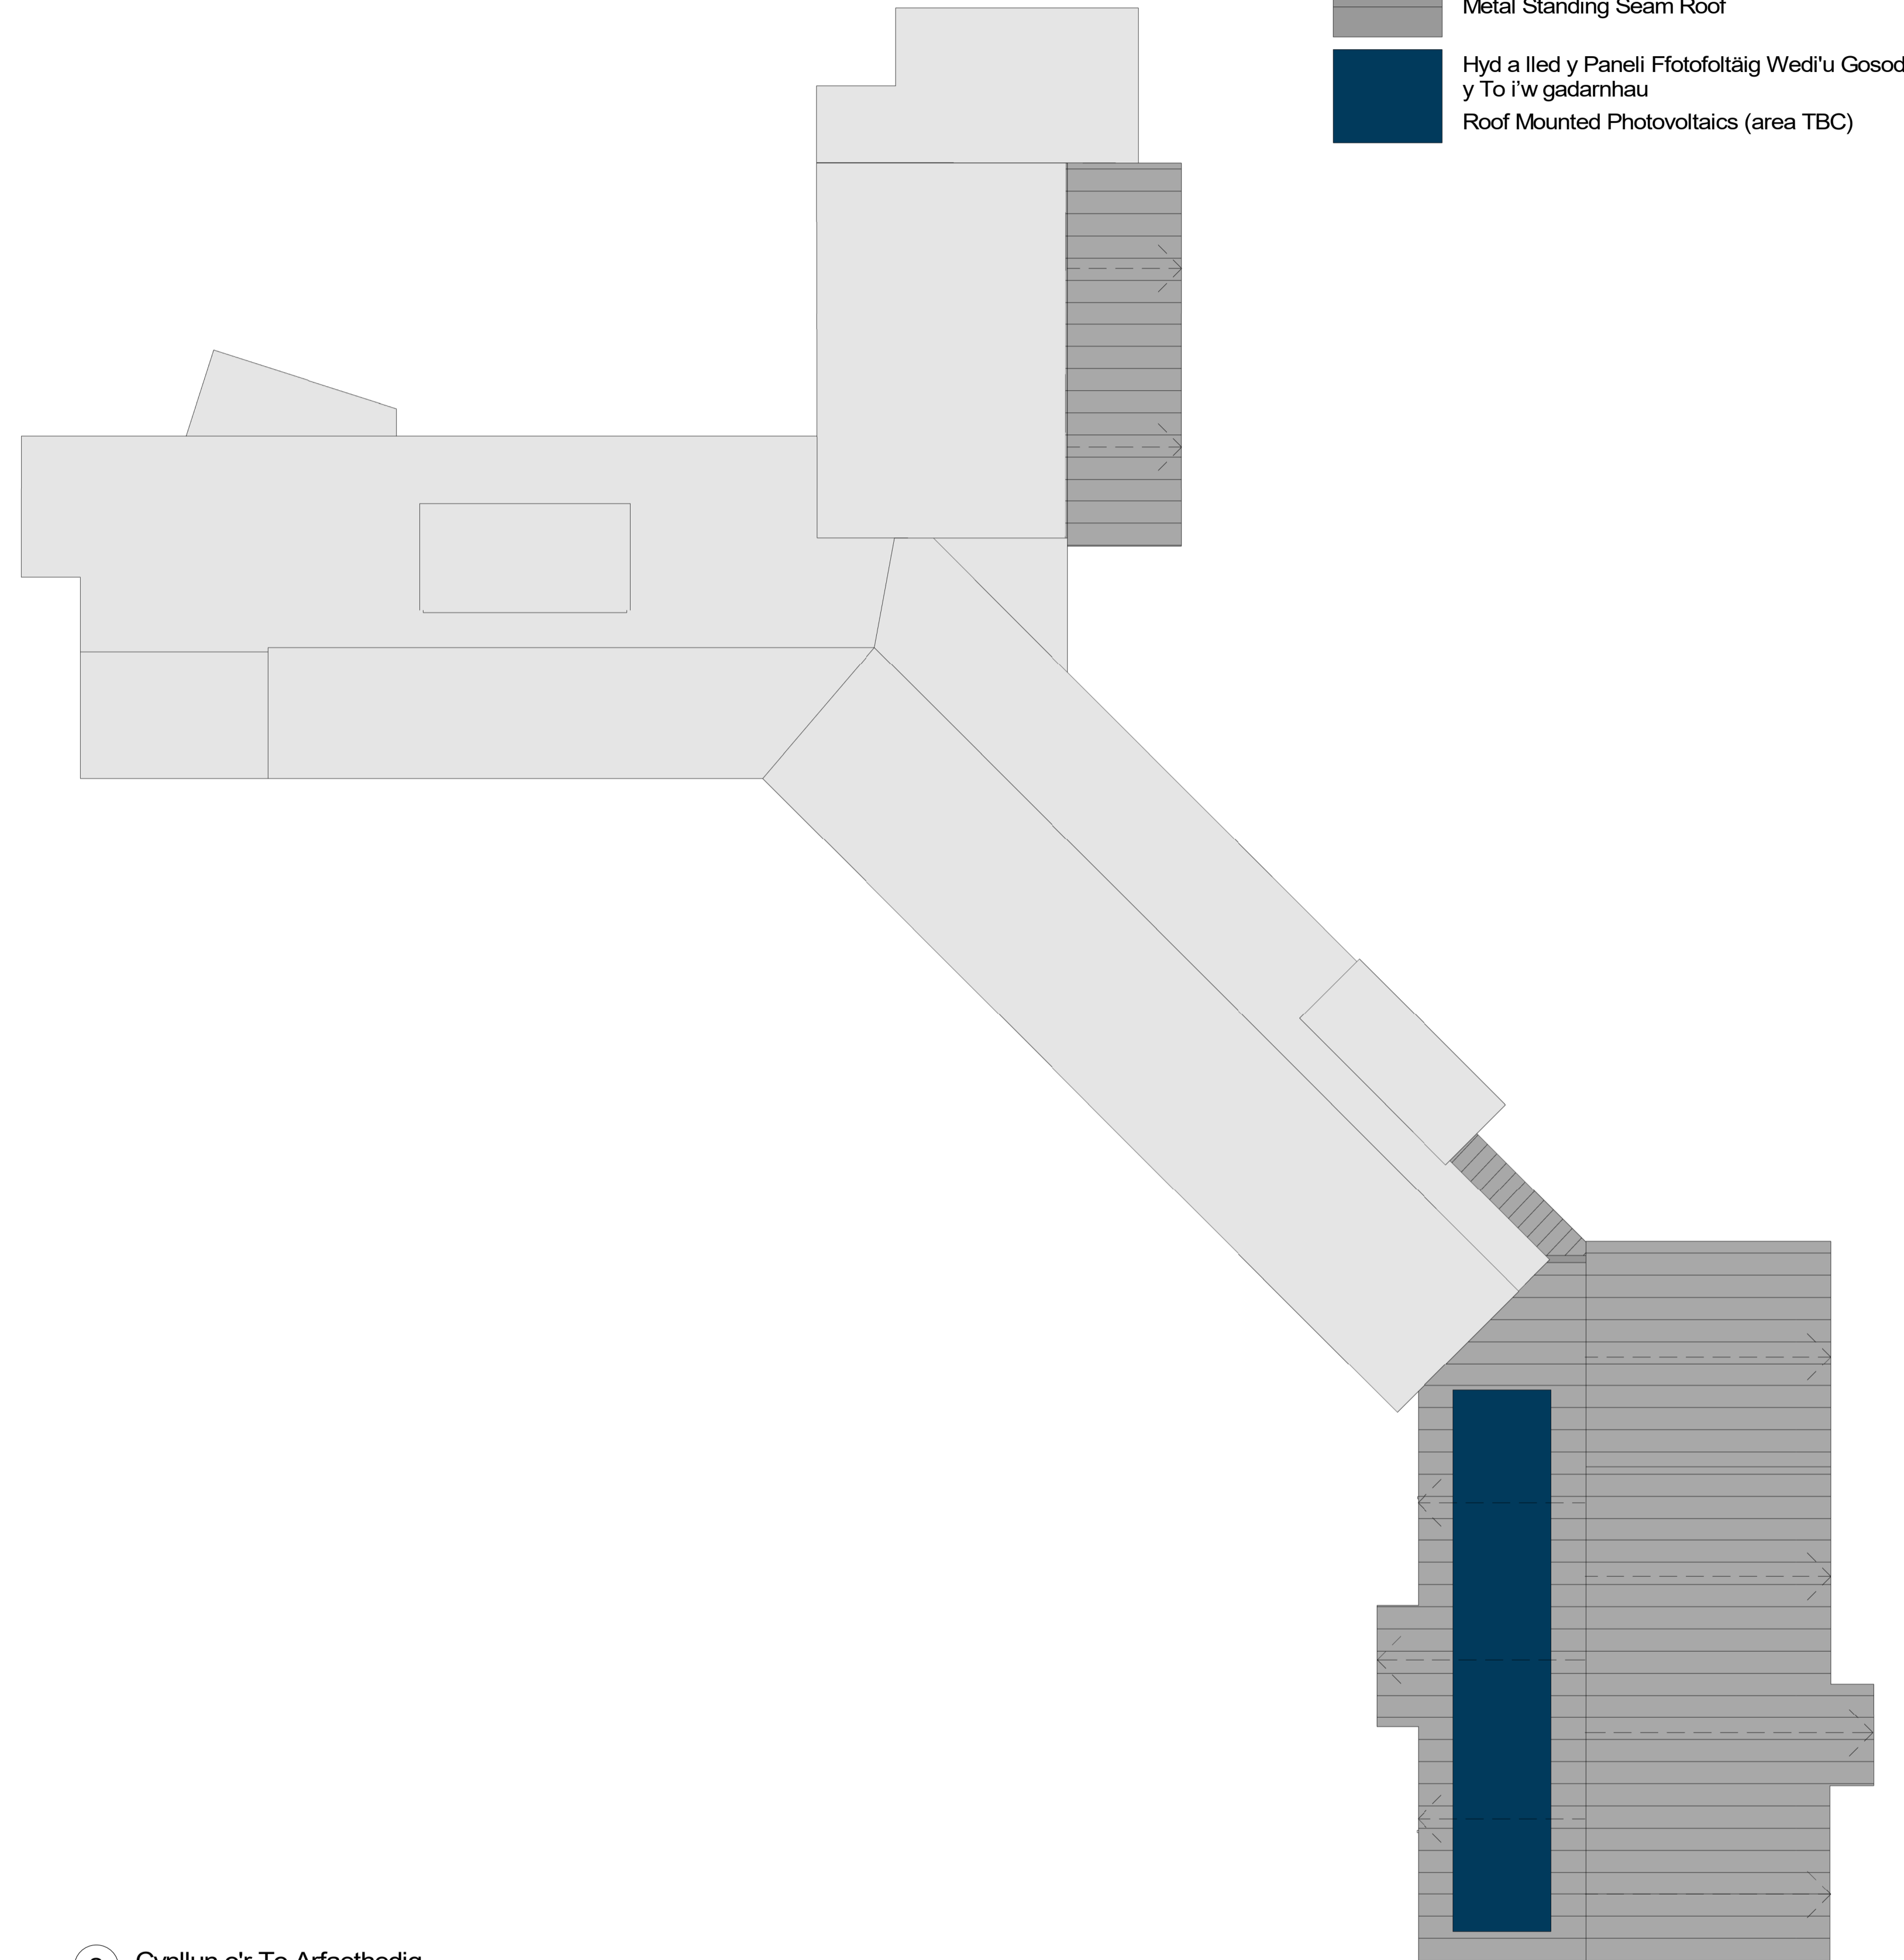 Metal Standing Seam Roof
Hyd a lled y Paneli Ffotofoltäig Wedi'u Gosod
y To i’w gadarnhau
Roof Mounted Photovoltaics (area TBC)
Cynllun o'r To Arfaethedig